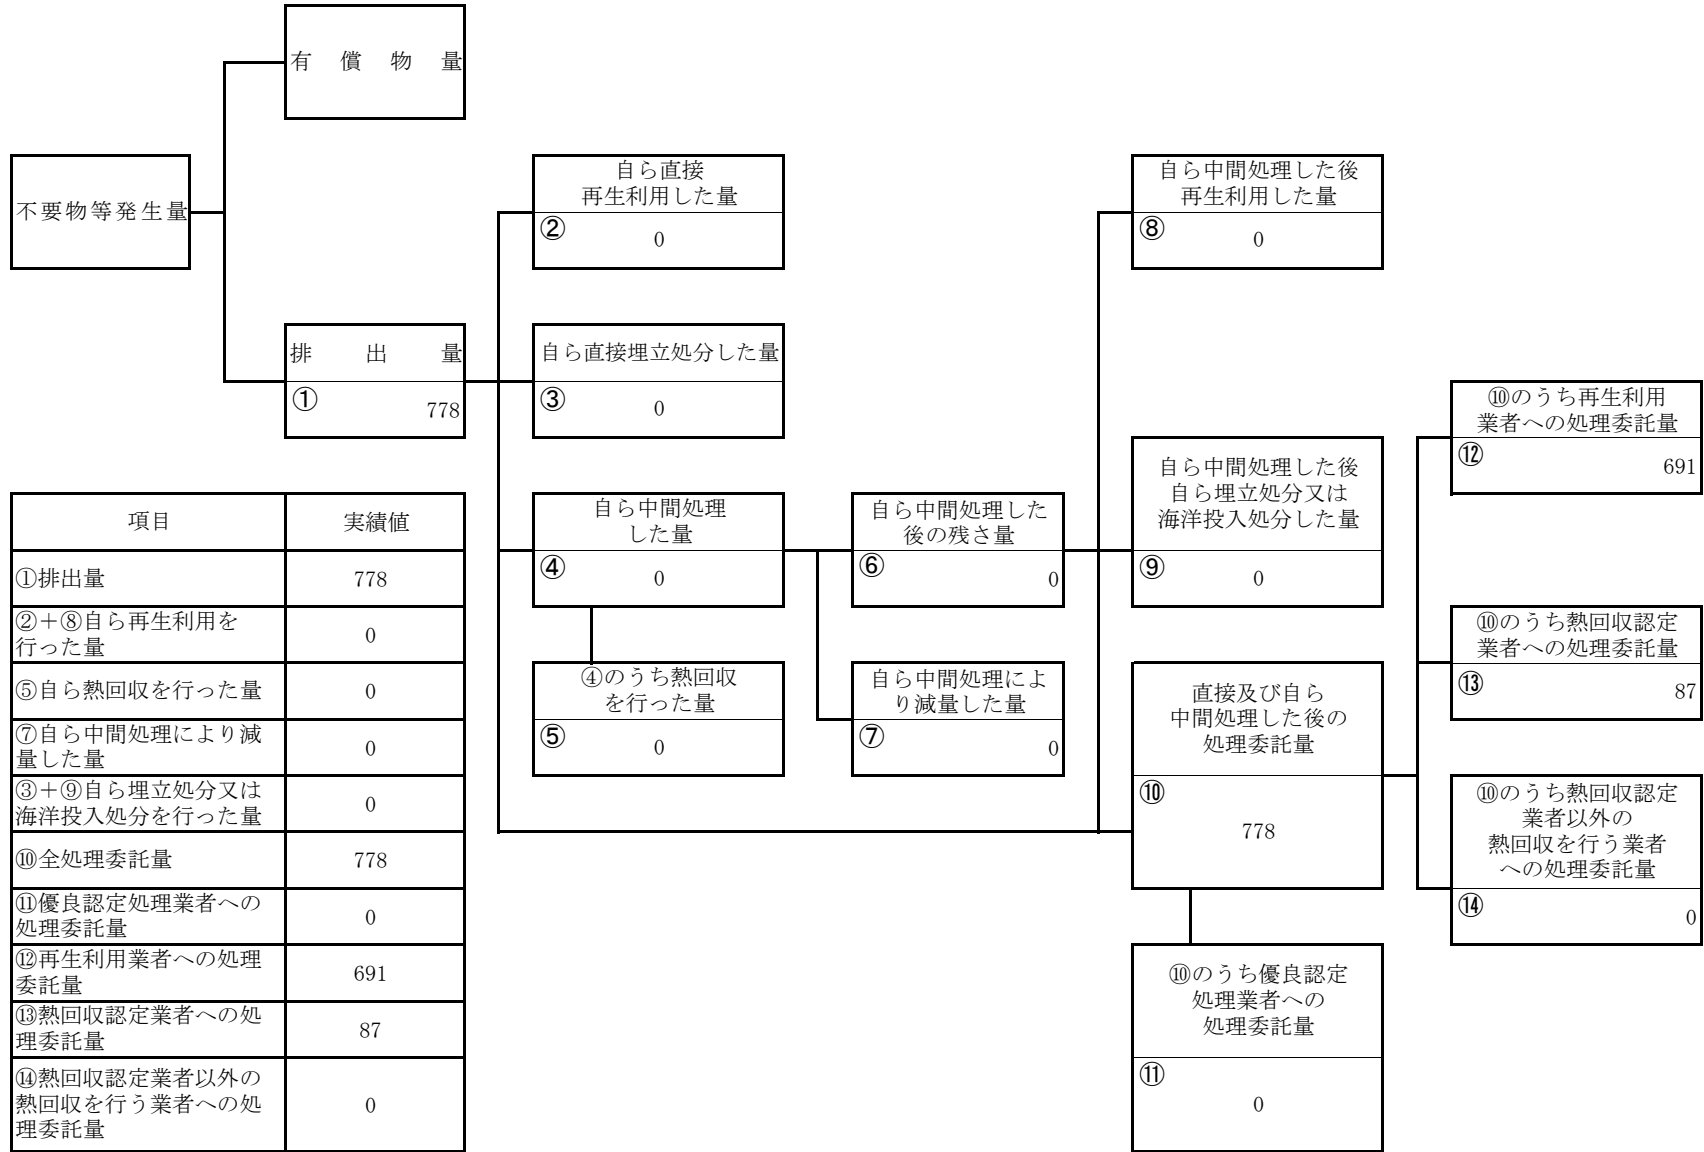 有償物量
不要物等発生量
排出量
①
778
自ら直接
再生利用した量
②
0
自ら直接埋立処分した量
③
0
自ら中間処理
した量
④
0
④のうち熱回収
を行った量
⑤
0
自ら中間処理した
後の残さ量
⑥
0
自ら中間処理によ
り減量した量
⑦
0
自ら中間処理した後
再生利用した量
⑧
0
自ら中間処理した後
自ら埋立処分又は
海洋投入処分した量
⑨
0
直接及び自ら
中間処理した後の
処理委託量
⑩
778
⑩のうち優良認定
処理業者への
処理委託量
⑪
0
⑩のうち再生利用
業者への処理委託量
⑫
691
⑩のうち熱回収認定
業者への処理委託量
⑬
87
⑩のうち熱回収認定
業者以外の
熱回収を行う業者
への処理委託量
⑭
0
項目 実績値
①排出量 778
②+⑧自ら再生利用を
行った量 0
⑤自ら熱回収を行った量 0
⑦自ら中間処理により減
量した量 0
③+⑨自ら埋立処分又は
海洋投入処分を行った量 0
⑩全処理委託量 778
⑪優良認定処理業者への
処理委託量 0
⑫再生利用業者への処理
委託量 691
⑬熱回収認定業者への処
理委託量 87
⑭熱回収認定業者以外の
熱回収を行う業者への処
理委託量 0